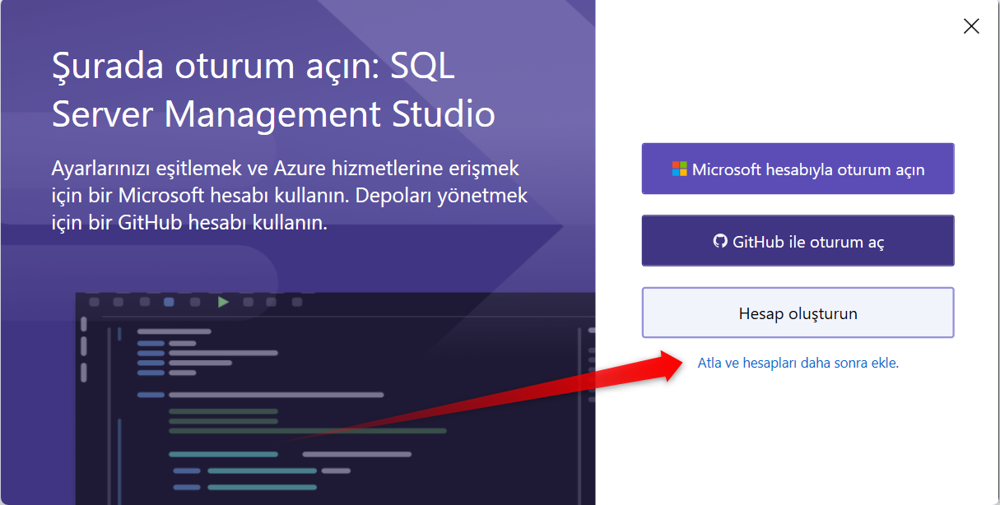 Şurada oturum açın: SQL
Server Management Studio
Ayarlarınızı eşitlemek ve Azure hizmetlerine erişmek
için bir Microsoft hesabı kullanın. Depoları yönetmek
için bir GitHub hesabı kullanın.
Microsoft hesabıyla oturum açın
GitHub ile oturum aç
Hesap oluşturun
Atla ve hesapları daha sonra ekle.